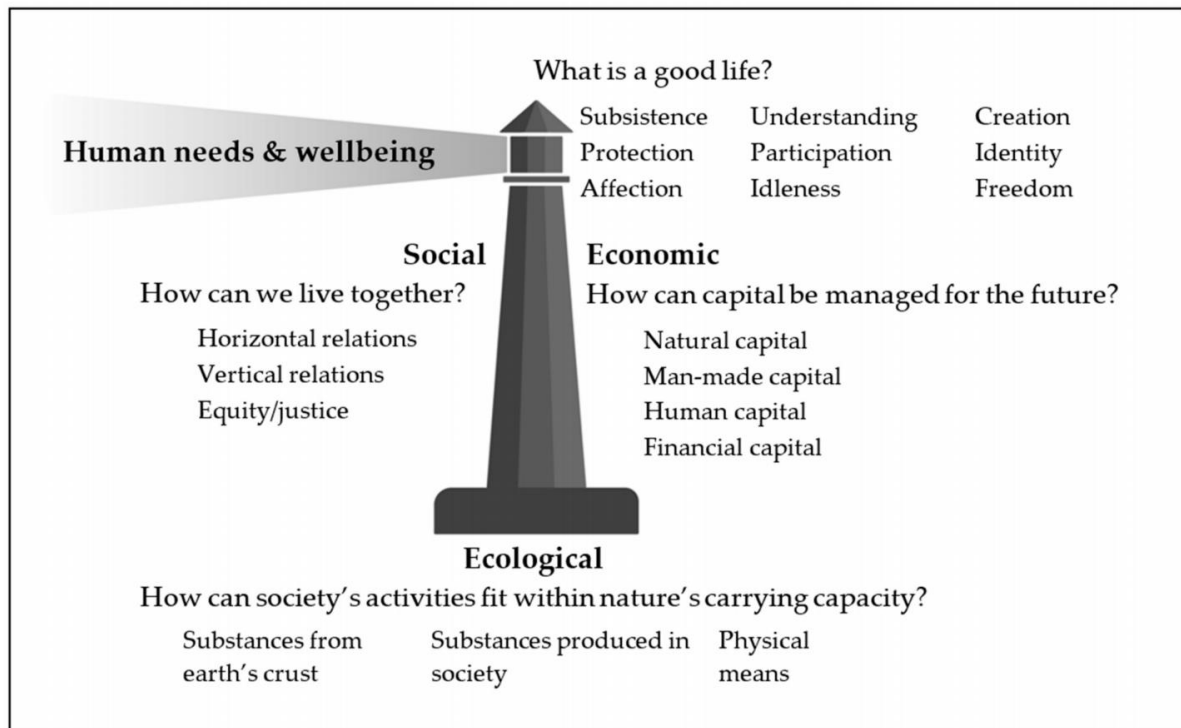 What is a good life?
Human needs & wellbeing
Subsistence Understanding Creation
Protection Participation Identity
Affection Idleness Freedom
Social
How can we live together?
Horizontal relations
Vertical relations
Equity/justice
Economic
How can capital be managed for the future?
Natural capital
Man-made capital
Human capital
Financial capital
Ecological
How can society’s activities fit within nature’s carrying capacity?
Substances from
earth’s crust
Substances produced in
society
Physical
means